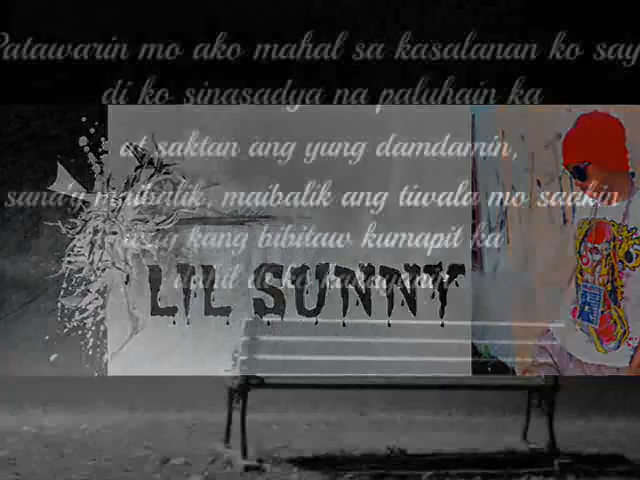 Patawarin mo ako mahal sa kasalanan ko say
di ko sinasadya na paluhain ka
at saktan ang yung damdamin,
sana'y maibalik, maibalik ang tiwala mo saakin
kang bibitaw kumapit ka
LIL SUNNY